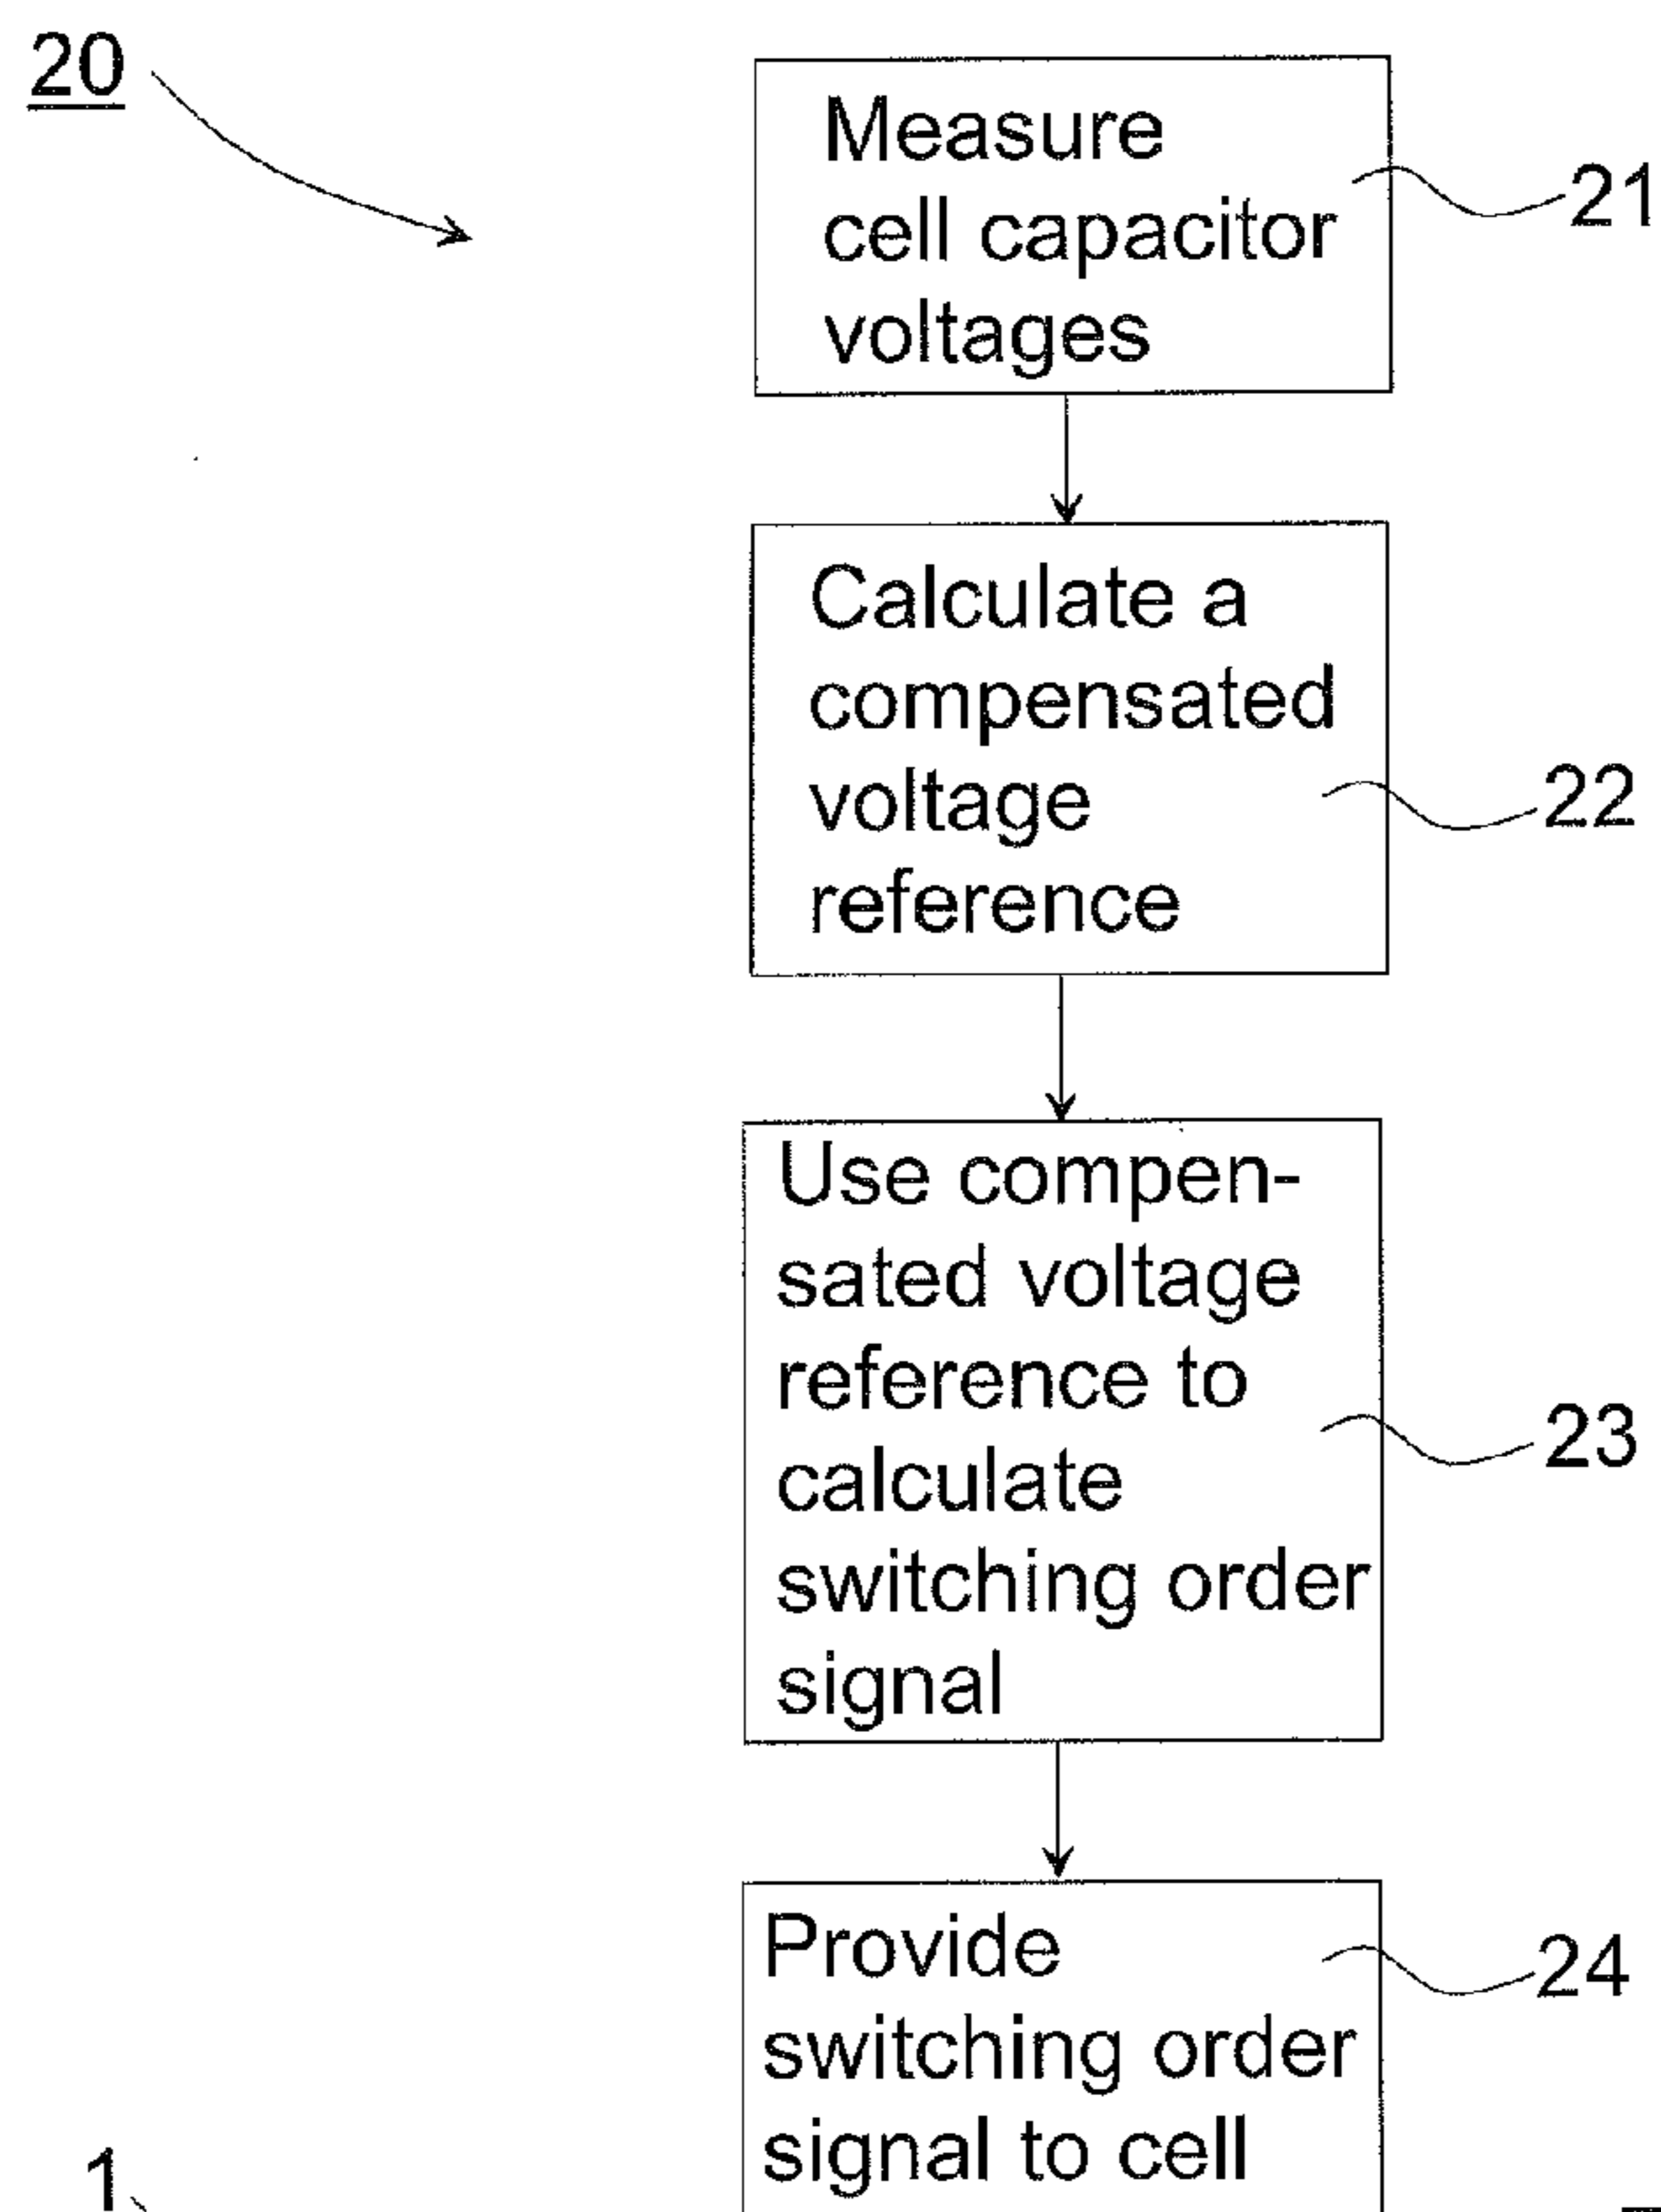 20
Measure
cell capacitor
voltages
21
Calculate a
compensated
voltage
reference
22
Use compen-
sated voltage
reference to
calculate
switching order
signal
23
Provide
switching order
signal to cell
24
1